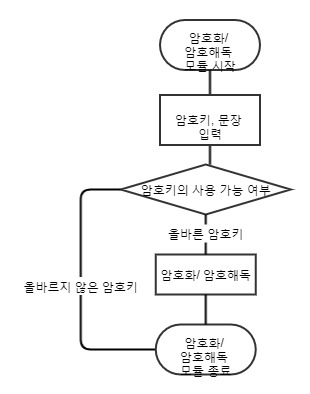 암호화/
암호해독
모듈 시작
암호키, 문장
입력
암호키의 사용 가능 여부
올바른 암호키
암호화/ 암호해독
올바르지 않은 암호키
암호화/
암호해독
모듈 종료